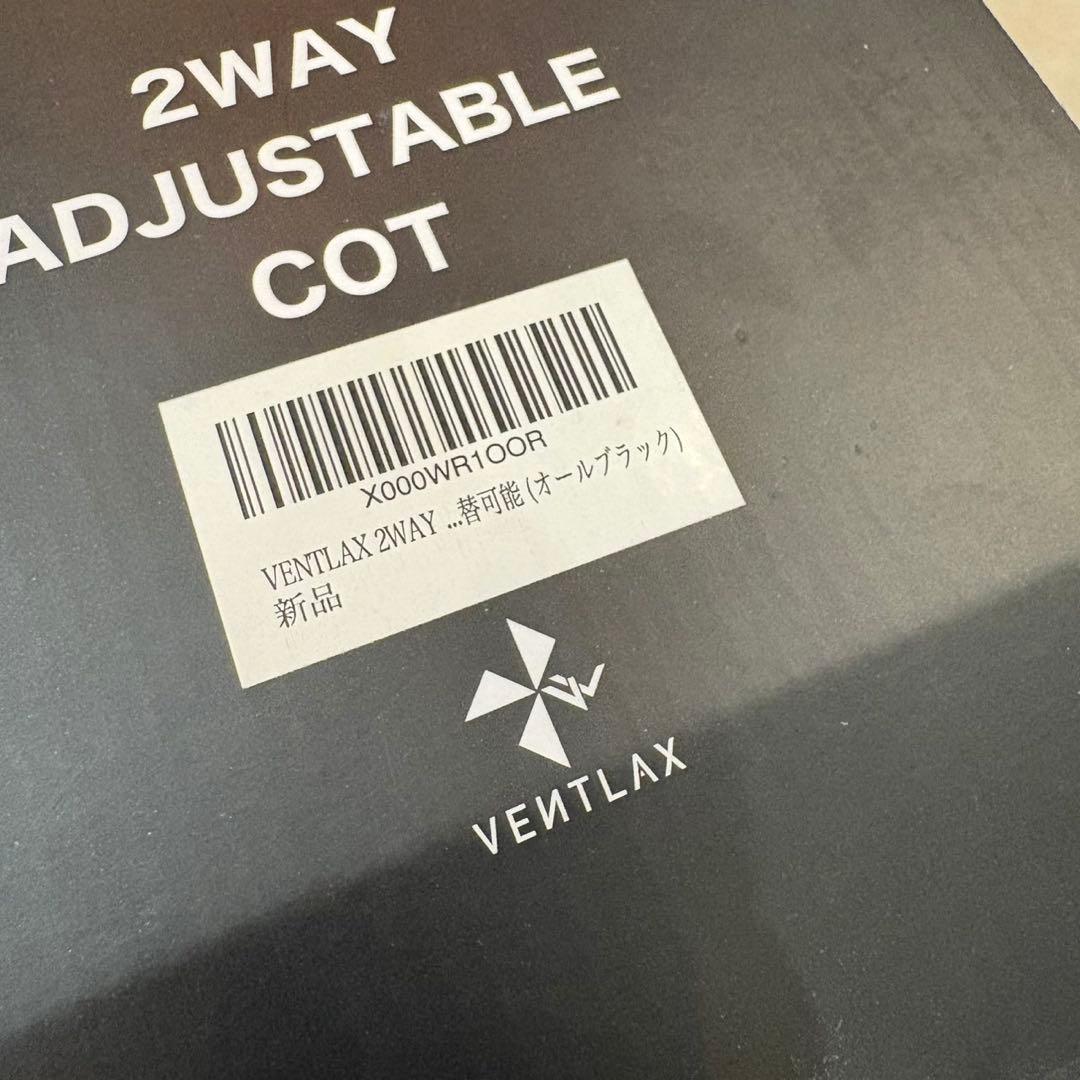 2WAY
ADJUSTABLE
COT
X000WR1OOR
VENTLAX 2WAY ...替可能 (オールブラック)
新品
VENTLAX